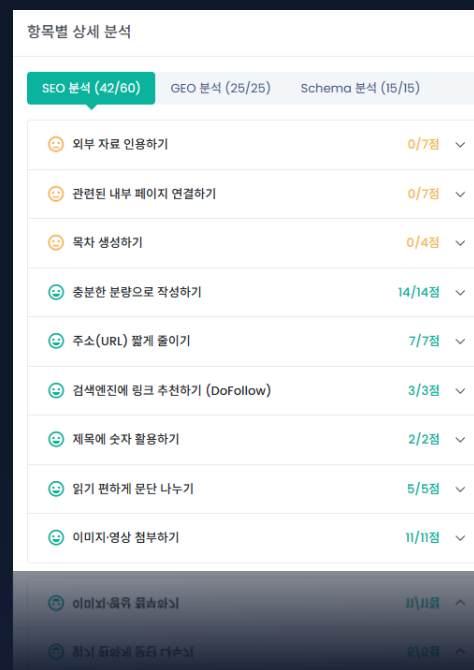 항목별 상세 분석
SEO 분석 (42/60) GEO 분석 (25/25) Schema 분석 (15/15)
외부 자료 인용하기 0/7점
관련된 내부 페이지 연결하기 0/7점
목차 생성하기 0/4점
충분한 분량으로 작성하기 14/14점
주소(URL) 짧게 줄이기 7/7점
검색엔진에 링크 추천하기 (DoFollow) 3/3점
제목에 숫자 활용하기 2/2점
읽기 편하게 문단 나누기 5/5점
이미지·영상 첨부하기 11/11점